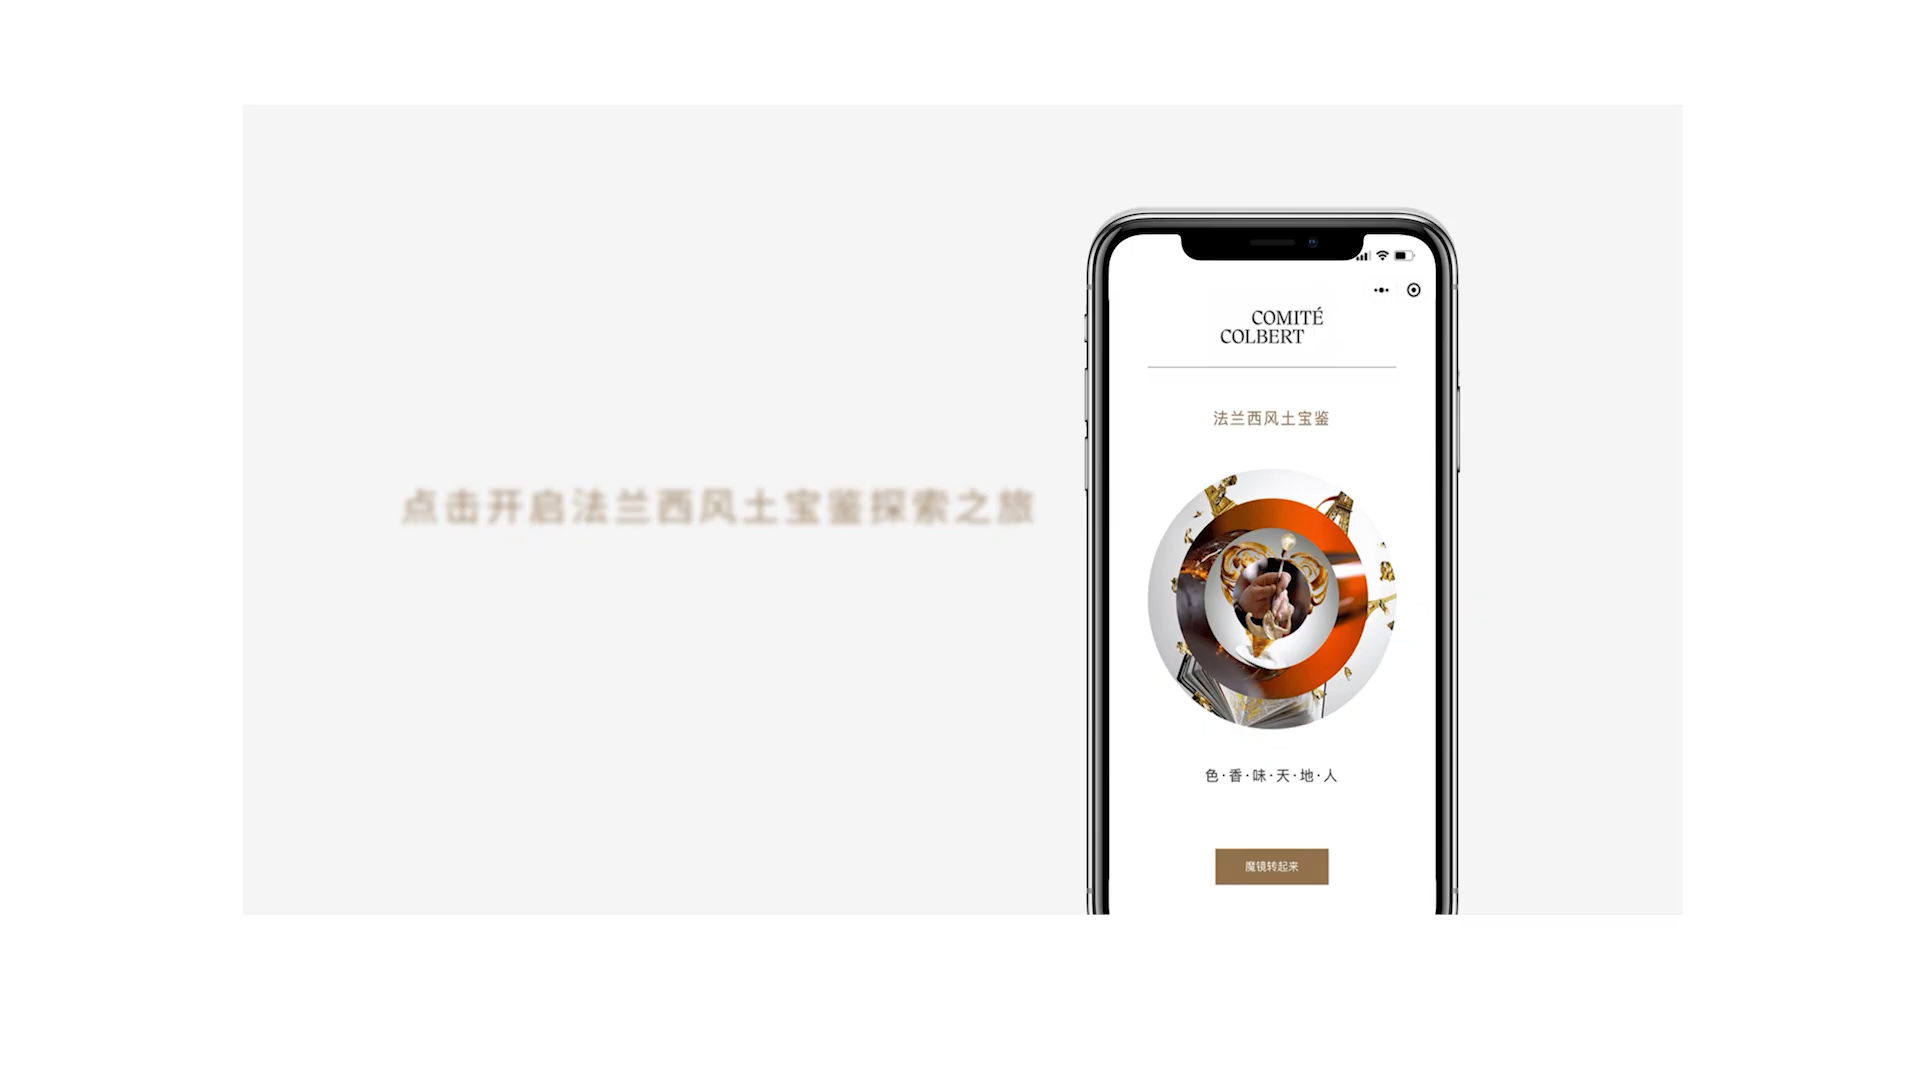 点击开启法兰西风土宝鉴探索之旅
COMITÉ
COLBERT
法兰西风土宝鉴
色·香·味·天·地·人
魔镜转起来